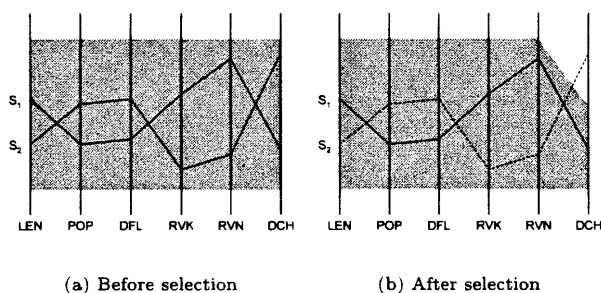 S1
S2
LEN POP DFL RVK RVN DCH
(a) Before selection
S1
S2
LEN POP DFL RVK RVN DCH
(b) After selection